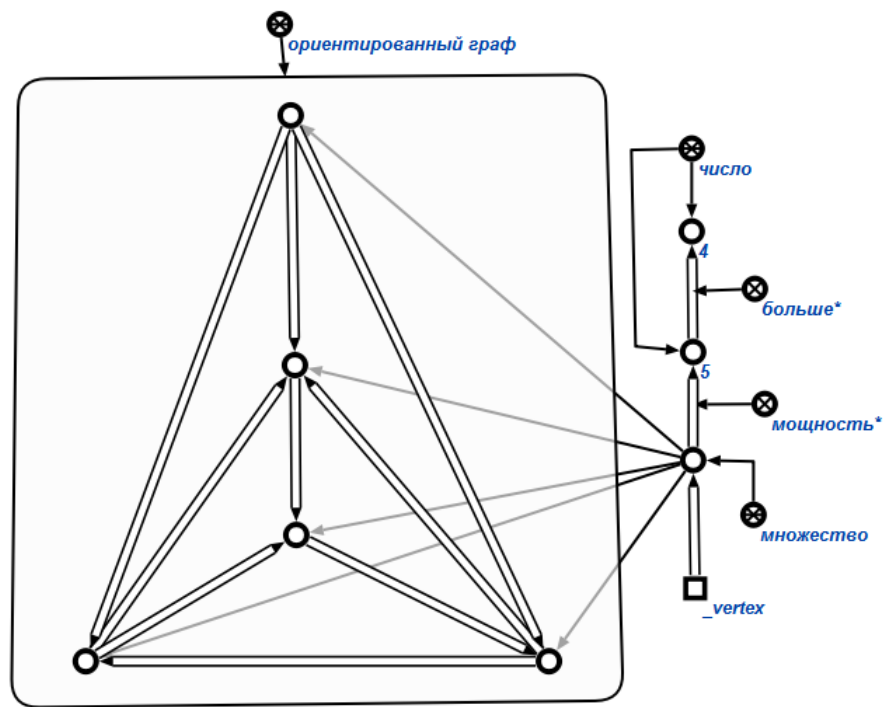 ориентированный граф
число
4
больше*
5
мощность*
множество
_vertex